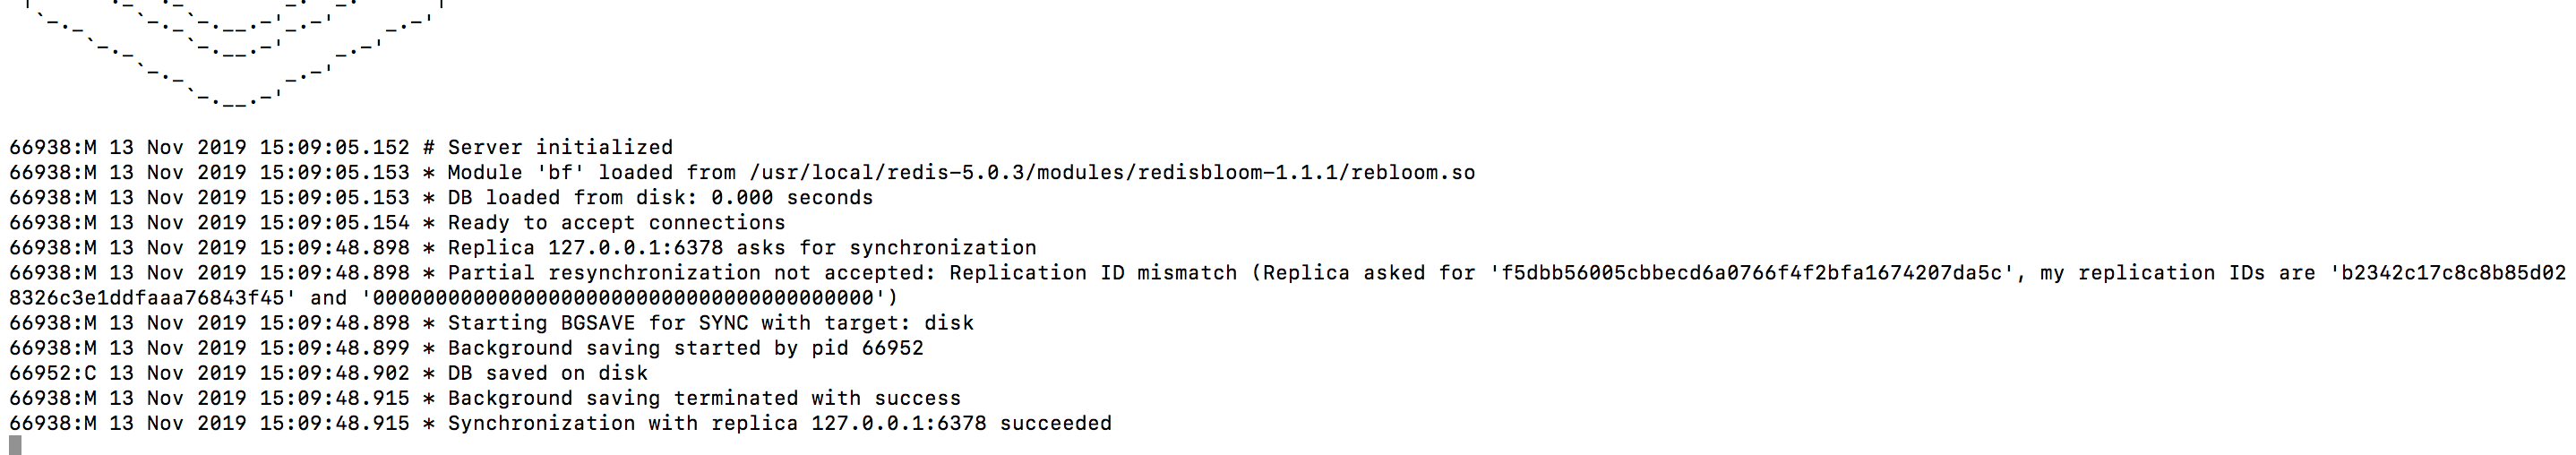 66938:M 13 Nov 2019 15:09:05.152 # Server initialized
66938:M 13 Nov 2019 15:09:05.153 * Module 'bf' loaded from /usr/local/redis-5.0.3/modules/redisbloom-1.1.1/rebloom.so
66938:M 13 Nov 2019 15:09:05.153 * DB loaded from disk: 0.000 seconds
66938:M 13 Nov 2019 15:09:05.154 * Ready to accept connections
66938:M 13 Nov 2019 15:09:48.898 * Replica 127.0.0.1:6378 asks for synchronization
66938:M 13 Nov 2019 15:09:48.898 * Partial resynchronization not accepted: Replication ID mismatch (Replica asked for 'f5dbb56005cbbecd6a0766f4f2bfa1674207da5c', my replication IDs are 'b2342c17c8c8b85d02
8326c3e1ddfaaa76843f45' and '0000000000000000000000000000000000000000')
66938:M 13 Nov 2019 15:09:48.898 * Starting BGSAVE for SYNC with target: disk
66938:M 13 Nov 2019 15:09:48.899 * Background saving started by pid 66952
66952:C 13 Nov 2019 15:09:48.902 * DB saved on disk
66938:M 13 Nov 2019 15:09:48.915 * Background saving terminated with success
66938:M 13 Nov 2019 15:09:48.915 * Synchronization with replica 127.0.0.1:6378 succeeded